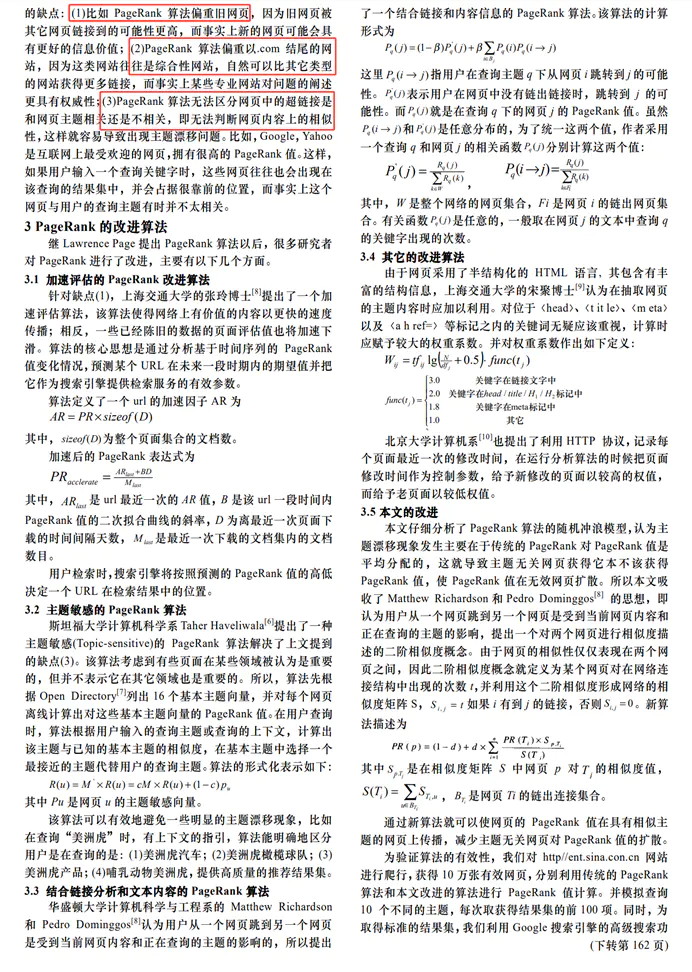 的缺点: (1)比如 PageRank 算法偏重旧网页,因为旧网页被
其它网页链接到的可能性更高,而事实上新的网页可能会具
有更好的信息价值; (2)PageRank 算法偏重以.com 结尾的网
站,因为这类网站往往是综合性网站,自然可以比其它类型
的网站获得更多链接,而事实上某些专业网站对问题的阐述
更具有权威性;(3)PageRank 算法无法区分网页中的超链接是
和网页主题相关还是不相关, 即无法判断网页内容上的相似
性,这样就容易导致出现主题漂移问题。比如,Google,Yahoo
是互联网上最受欢迎的网页,拥有很高的 PageRank 值。这样,
如果用户输入一个查询关键字时, 这些网页往往也会出现在
该查询的结果集中, 并会占据很靠前的位置, 而事实上这个
网页与用户的查询主题有时并不太相关。
3 PageRank 的改进算法
继 Lawrence Page 提出 PageRank 算法以后, 很多研究者
对 PageRank 进行了改进, 主要有以下几个方面。
3.1 加速评估的 PageRank 改进算法
针对缺点(1), 上海交通大学的张玲博士[8]提出了一个加
速评估算法, 该算法使得网络上有价值的内容以更快的速度
传播; 相反, 一些已经陈旧的数据的页面评估值也将加速下
滑。算法的核心思想是通过分析基于时间序列的 PageRank
值变化情况, 预测某个 URL 在未来一段时期内的期望值并把
它作为搜索引擎提供检索服务的有效参数。
算法定义了一个 url 的加速因子 AR 为
AR = PR × sizeof (D)
其中, sizeof(D) 为整个页面集合的文档数。
加速后的 PageRank 表达式为
PR_acclerate = (AR_last + BD) / M_last
其中, AR_last 是 url 最近一次的 AR 值, B 是该 url 一段时间内
PageRank 值的二次拟合曲线的斜率, D 为离最近一次页面下
载的时间间隔天数, M_last 是最近一次下载的文档集内的文档
数目。
用户检索时, 搜索引擎将按照预测的 PageRank 值的高低
决定一个 URL 在检索结果中的位置。
3.2 主题敏感的 PageRank 算法
斯坦福大学计算机科学系 Taher Haveliwala[6]提出了一种
主题敏感(Topic-sensitive)的 PageRank 算法解决了上文提到
的缺点(3)。该算法考虑到有些页面在某些领域被认为是重要
的, 但并不表示它在其它领域也是重要的。所以, 算法先根
据 Open Directory[7]列出 16 个基本主题向量, 并对每个网页
离线计算出对这些基本主题向量的 PageRank 值。在用户查询
时, 算法根据用户输入的查询主题或查询的上下文, 计算出
该主题与已知的基本主题的相似度, 在基本主题中选择一个
最接近的主题代替用户的查询主题。算法的形式化表示如下:
R(u) = M' × R(u) = cM × R(u) + (1−c)p_u
其中 Pu 是网页 u 的主题敏感向量。
该算法可以有效地避免一些明显的主题漂移现象, 比如
在查询“美洲虎”时, 有上下文的指引, 算法能明确地区分
用户是在查询的是: (1)美洲虎汽车; (2)美洲虎橄榄球队; (3)
美洲虎产品; (4)哺乳动物美洲虎, 提供高质量的推荐结果集。
3.3 结合链接分析和文本内容的 PageRank 算法
华盛顿大学计算机科学与工程系的 Matthew Richardson
和 Pedro Dominggos[8]认为用户从一个网页跳到另一个网页
是受到当前网页内容和正在查询的主题的影响的, 所以提出
了一个结合链接和内容信息的 PageRank 算法。该算法的计算
形式为
P_q(j) = (1−β)P'_q(j) + β ∑_{i∈B_j} P_q(i)P_q(i→j)
这里 P_q(i→j) 指用户在查询主题 q 下从网页 i 跳转到 j 的可能
性。P'_q(j) 表示用户在网页中没有链出链接时, 跳转到 j 的可
能性。而 P_q(j) 就是在查询 q 下的网页 j 的 PageRank 值。虽然
P_q(i→j) 和 P'_q(j) 是任意分布的, 为了统一这两个值, 作者采用
一个查询 q 和网页 j 的相关函数 R_q(j) 分别计算这两个值:
P'_q(j) = R_q(j) / ∑_{k∈W} R_q(k) , P_q(i→j) = R_q(j) / ∑_{k∈Fi} R_q(k)
其中, W 是整个网络的网页集合, Fi 是网页 i 的链出网页集
合。有关函数 R_q(j) 是任意的, 一般取在网页 j 的文本中查询 q
的关键字出现的次数。
3.4 其它的改进算法
由于网页采用了半结构化的 HTML 语言, 其包含有丰
富的结构信息, 上海交通大学的宋聚博士[9]认为在抽取网页
的主题内容时应加以利用。对位于〈head〉、〈t it le〉、〈m eta〉
以及〈a h ref=〉等标记之内的关键词无疑应该重视, 计算时
应赋予较大的权重系数。并对权重系数作出如下定义:
W_ij = tf_ij lg(N/df_j + 0.5) · func(t_j)
func(t_j) = { 3.0 关键字在链接文字中
2.0 关键字在head / title / H1 / H2标记中
1.8 关键字在meta标记中
1.0 其它
北京大学计算机系[10]也提出了利用 HTTP 协议, 记录每
个页面最近一次的修改时间, 在运行分析算法的时候把页面
修改时间作为控制参数, 给予新修改的页面以较高的权值,
而给予老页面以较低权值。
3.5 本文的改进
本文仔细分析了 PageRank 算法的随机冲浪模型, 认为主
题漂移现象发生主要在于传统的 PageRank 对 PageRank 值是
平均分配的, 这就导致主题无关网页获得它本不该获得
PageRank 值, 使 PageRank 值在无效网页扩散。所以本文吸
收了 Matthew Richardson 和 Pedro Dominggos[8] 的思想, 即
认为用户从一个网页跳到另一个网页是受到当前网页内容和
正在查询的主题的影响, 提出一个对两个网页进行相似度描
述的二阶相似度概念。由于网页的相似性仅仅表现在两个网
页之间, 因此二阶相似度概念就定义为某个网页对在网络连
接结构中出现的次数 t, 并利用这个二阶相似度形成网络的相
似度矩阵 S, S_{i,j} = t 如果 i 有到 j 的链接, 否则 S_{i,j} = 0。新算
法描述为
PR (p) = (1−d) + d × ∑_{i=1}^{n} PR (T_i) × S_{p,T_i} / S(T_i)
其中 S_{p,T_i} 是在相似度矩阵 S 中网页 p 对 T_j 的相似度值,
S(T_i) = ∑_{u∈B_{T_i}} S_{T_i,u} , B_{T_i} 是网页 Ti 的链出连接集合。
通过新算法就可以使网页的 PageRank 值在具有相似主
题的网页上传播, 减少主题无关网页对 PageRank 值的扩散。
为验证算法的有效性, 我们对 http//ent.sina.con.cn 网站
进行爬行, 获得 10 万张有效网页, 分别利用传统的 PageRank
算法和本文改进的算法进行 PageRank 值计算。并模拟查询
10 个不同的主题, 每次取获得结果集的前 100 项。同时, 为
取得标准的结果集, 我们利用 Google 搜索引擎的高级搜索功
(下转第 162 页)